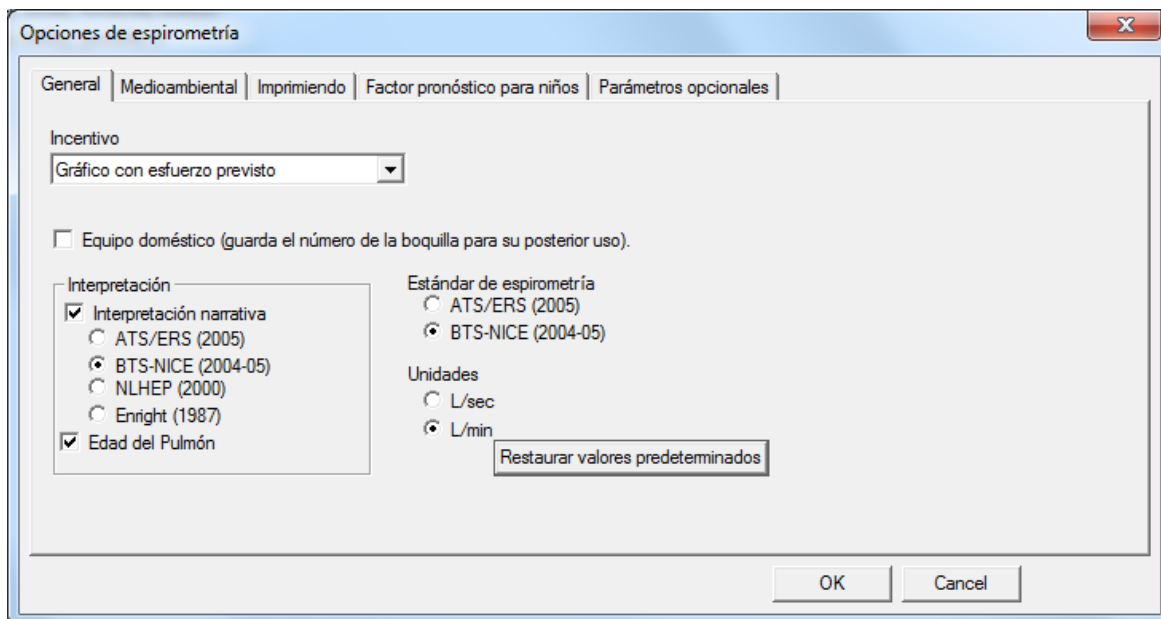 Opciones de espirometría
General Medioambiental Imprimiendo Factor pronóstico para niños Parámetros opcionales
Incentivo
Gráfico con esfuerzo previsto
Equipo doméstico (guarda el número de la boquilla para su posterior uso).
Interpretación
Interpretación narrativa
ATS/ERS (2005)
BTS-NICE (2004-05)
NLHEP (2000)
Enright (1987)
Edad del Pulmón
Estándar de espirometría
ATS/ERS (2005)
BTS-NICE (2004-05)
Unidades
L/sec
L/min
Restaurar valores predeterminados
OK Cancel